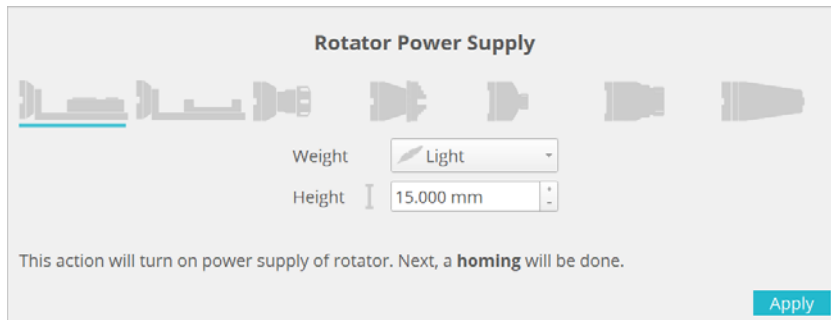 Rotator Power Supply
Weight Light
Height 15.000 mm
This action will turn on power supply of rotator. Next, a homing will be done.
Apply